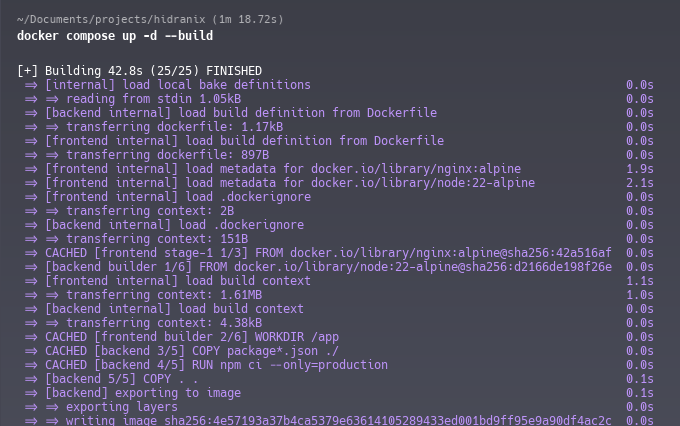 ~/Documents/projects/hidranix (1m 18.72s)
docker compose up -d --build
[+] Building 42.8s (25/25) FINISHED
=> [internal] load local bake definitions 0.0s
=> => reading from stdin 1.05kB 0.0s
=> [backend internal] load build definition from Dockerfile 0.0s
=> => transferring dockerfile: 1.17kB 0.0s
=> [frontend internal] load build definition from Dockerfile 0.0s
=> => transferring dockerfile: 897B 0.0s
=> [frontend internal] load metadata for docker.io/library/nginx:alpine 1.9s
=> [frontend internal] load metadata for docker.io/library/node:22-alpine 2.1s
=> [frontend internal] load .dockerignore 0.0s
=> => transferring context: 2B 0.0s
=> [backend internal] load .dockerignore 0.0s
=> => transferring context: 151B 0.0s
=> CACHED [frontend stage-1 1/3] FROM docker.io/library/nginx:alpine@sha256:42a516af 0.0s
=> [backend builder 1/6] FROM docker.io/library/node:22-alpine@sha256:d2166de198f26e 0.0s
=> [frontend internal] load build context 1.1s
=> => transferring context: 1.61MB 1.0s
=> [backend internal] load build context 0.0s
=> => transferring context: 4.38kB 0.0s
=> CACHED [frontend builder 2/6] WORKDIR /app 0.0s
=> CACHED [backend 3/5] COPY package*.json ./ 0.0s
=> CACHED [backend 4/5] RUN npm ci --only=production 0.0s
=> [backend 5/5] COPY . . 0.1s
=> [backend] exporting to image 0.1s
=> => exporting layers 0.0s
=> => writing image sha256:4e57193a37b4ca5379e63614105289433ed001bd9ff95e9a90df4ac2c 0.0s